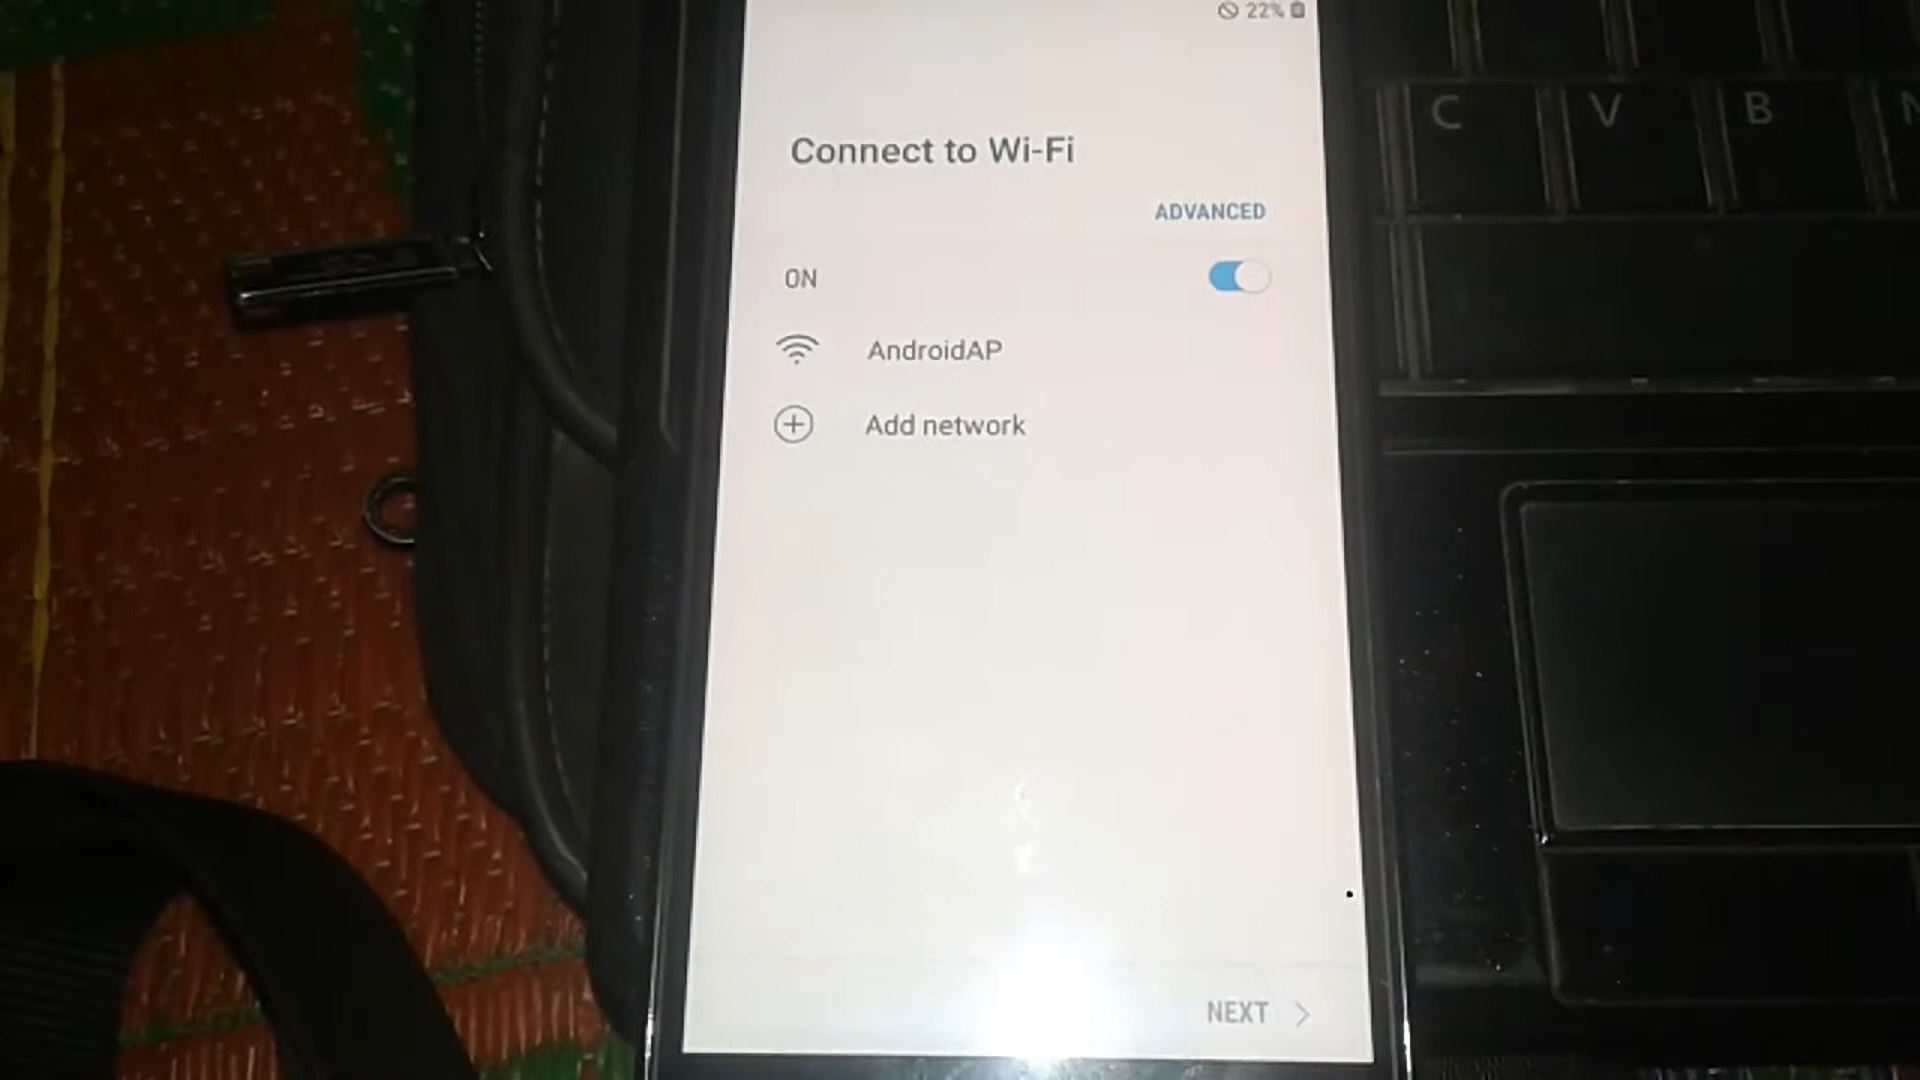 22%
Connect to Wi-Fi
ADVANCED
ON
AndroidAP
Add network
NEXT
C V B N